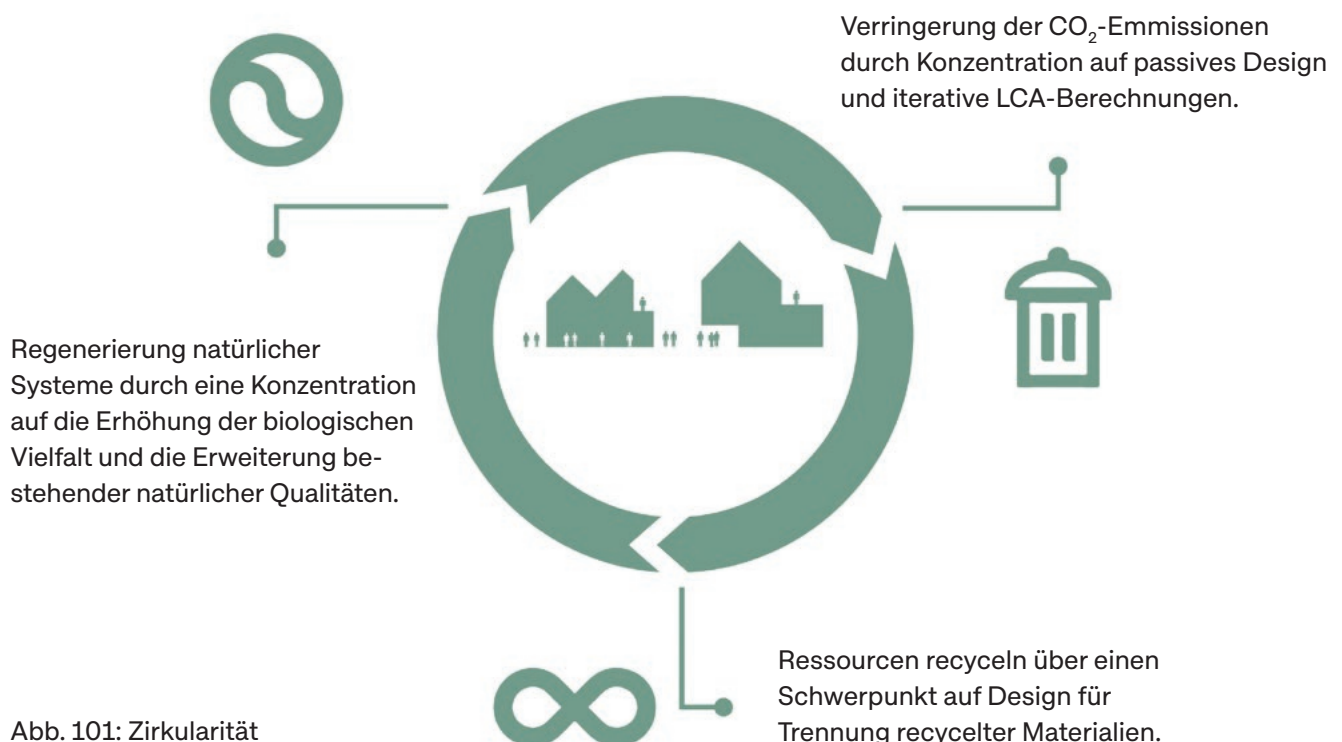 Verringerung der CO₂-Emmissionen
durch Konzentration auf passives Design
und iterative LCA-Berechnungen.
Regenerierung natürlicher
Systeme durch eine Konzentration
auf die Erhöhung der biologischen
Vielfalt und die Erweiterung be-
stehender natürlicher Qualitäten.
Ressourcen recyceln über einen
Schwerpunkt auf Design für
Trennung recycelter Materialien.
Abb. 101: Zirkularität